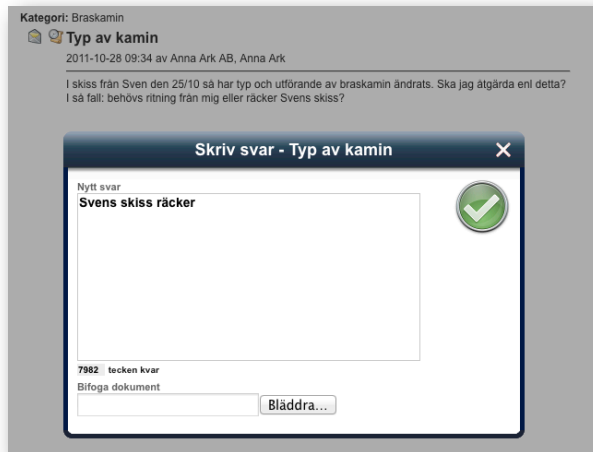 Kategori: Braskamin
Typ av kamin
2011-10-28 09:34 av Anna Ark AB, Anna Ark
I skiss från Sven den 25/10 så har typ och utförande av braskamin ändrats. Ska jag åtgärda enl detta?
I så fall: behövs ritning från mig eller räcker Svens skiss?
Skriv svar - Typ av kamin
Nytt svar
Svens skiss räcker
7982 tecken kvar
Bifoga dokument
Bläddra...